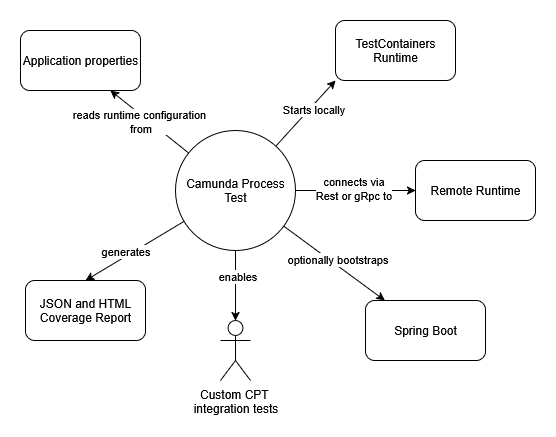 TestContainers
Runtime
Application properties
reads runtime configuration
from
Starts locally
Camunda Process
Test
connects via
Rest or gRpc to
Remote Runtime
generates
optionally bootstraps
enables
JSON and HTML
Coverage Report
Spring Boot
Custom CPT
integration tests